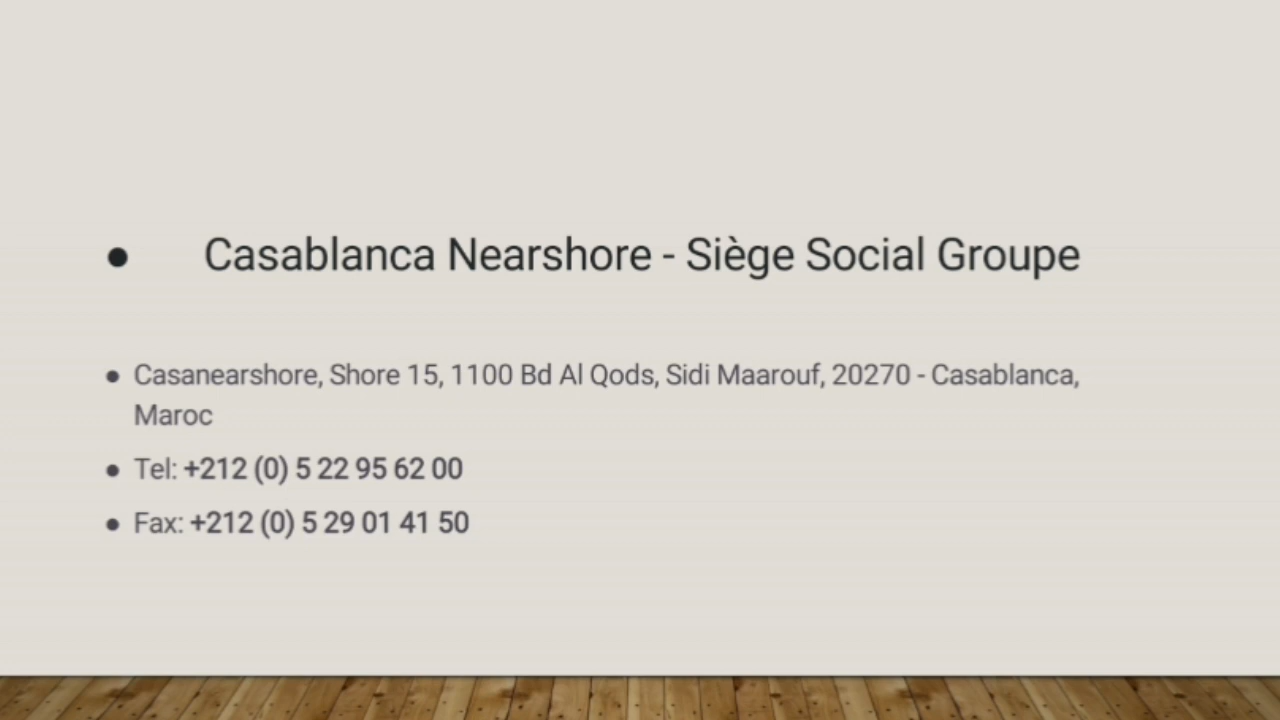 ● Casablanca Nearshore - Siège Social Groupe
● Casanearshore, Shore 15, 1100 Bd Al Qods, Sidi Maarouf, 20270 - Casablanca,
Maroc
● Tel: +212 (0) 5 22 95 62 00
● Fax: +212 (0) 5 29 01 41 50